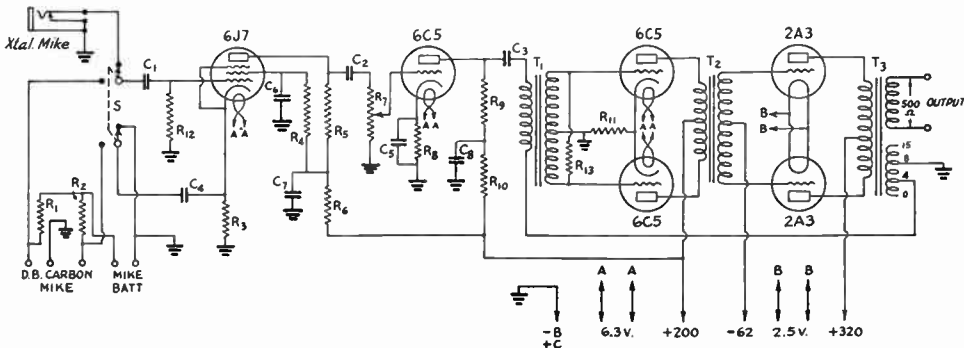 Xtal. Mike
6J7
6C5
6C5
2A3
C1
C2
C3
T1
T2
T3
S
C6
R7
R9
B
B
500 Ω OUTPUT
A A
A A
R12
R4
R5
R11
A A
15
8
4
0
C5
R8
C8
R13
A A
R2
C4
C7
R1
R3
R6
R10
6C5
2A3
D.B. CARBON MIKE
MIKE BATT
A A
B B
-B
+C
6.3 V.
+200
-62
2.5 V.
+320